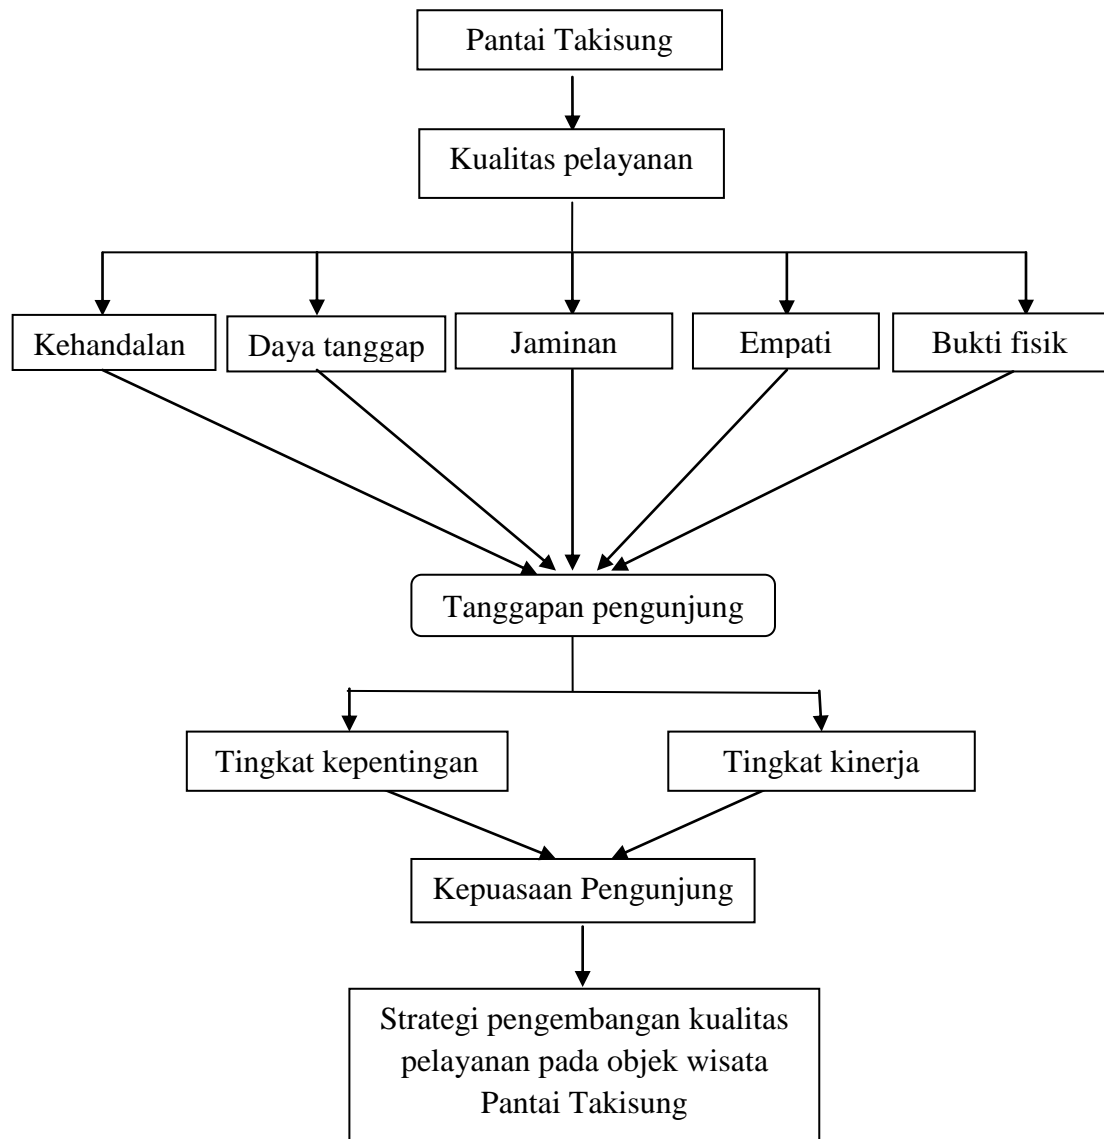 Pantai Takisung
Kualitas pelayanan
Kehandalan
Daya tanggap
Jaminan
Empati
Bukti fisik
Tanggapan pengunjung
Tingkat kepentingan
Tingkat kinerja
Kepuasaan Pengunjung
Strategi pengembangan kualitas
pelayanan pada objek wisata
Pantai Takisung